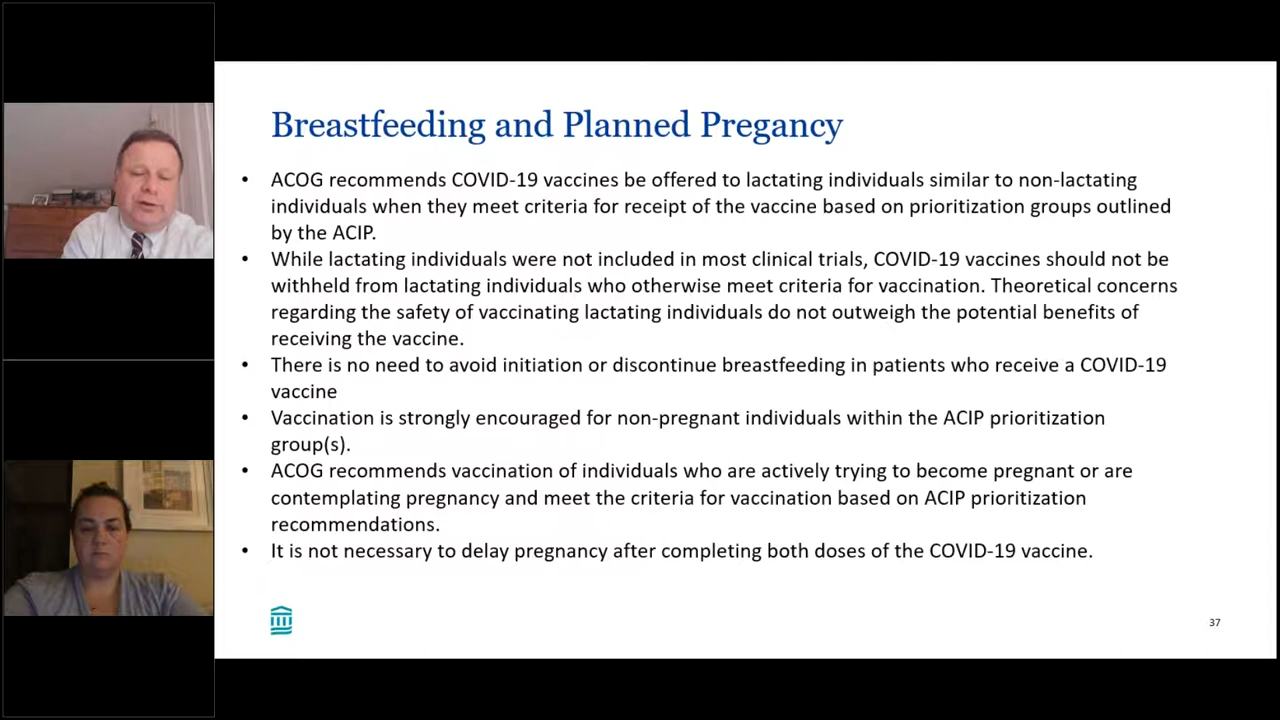 Breastfeeding and Planned Pregancy
• ACOG recommends COVID-19 vaccines be offered to lactating individuals similar to non-lactating
individuals when they meet criteria for receipt of the vaccine based on prioritization groups outlined
by the ACIP.
• While lactating individuals were not included in most clinical trials, COVID-19 vaccines should not be
withheld from lactating individuals who otherwise meet criteria for vaccination. Theoretical concerns
regarding the safety of vaccinating lactating individuals do not outweigh the potential benefits of
receiving the vaccine.
• There is no need to avoid initiation or discontinue breastfeeding in patients who receive a COVID-19
vaccine
• Vaccination is strongly encouraged for non-pregnant individuals within the ACIP prioritization
group(s).
• ACOG recommends vaccination of individuals who are actively trying to become pregnant or are
contemplating pregnancy and meet the criteria for vaccination based on ACIP prioritization
recommendations.
• It is not necessary to delay pregnancy after completing both doses of the COVID-19 vaccine.
37